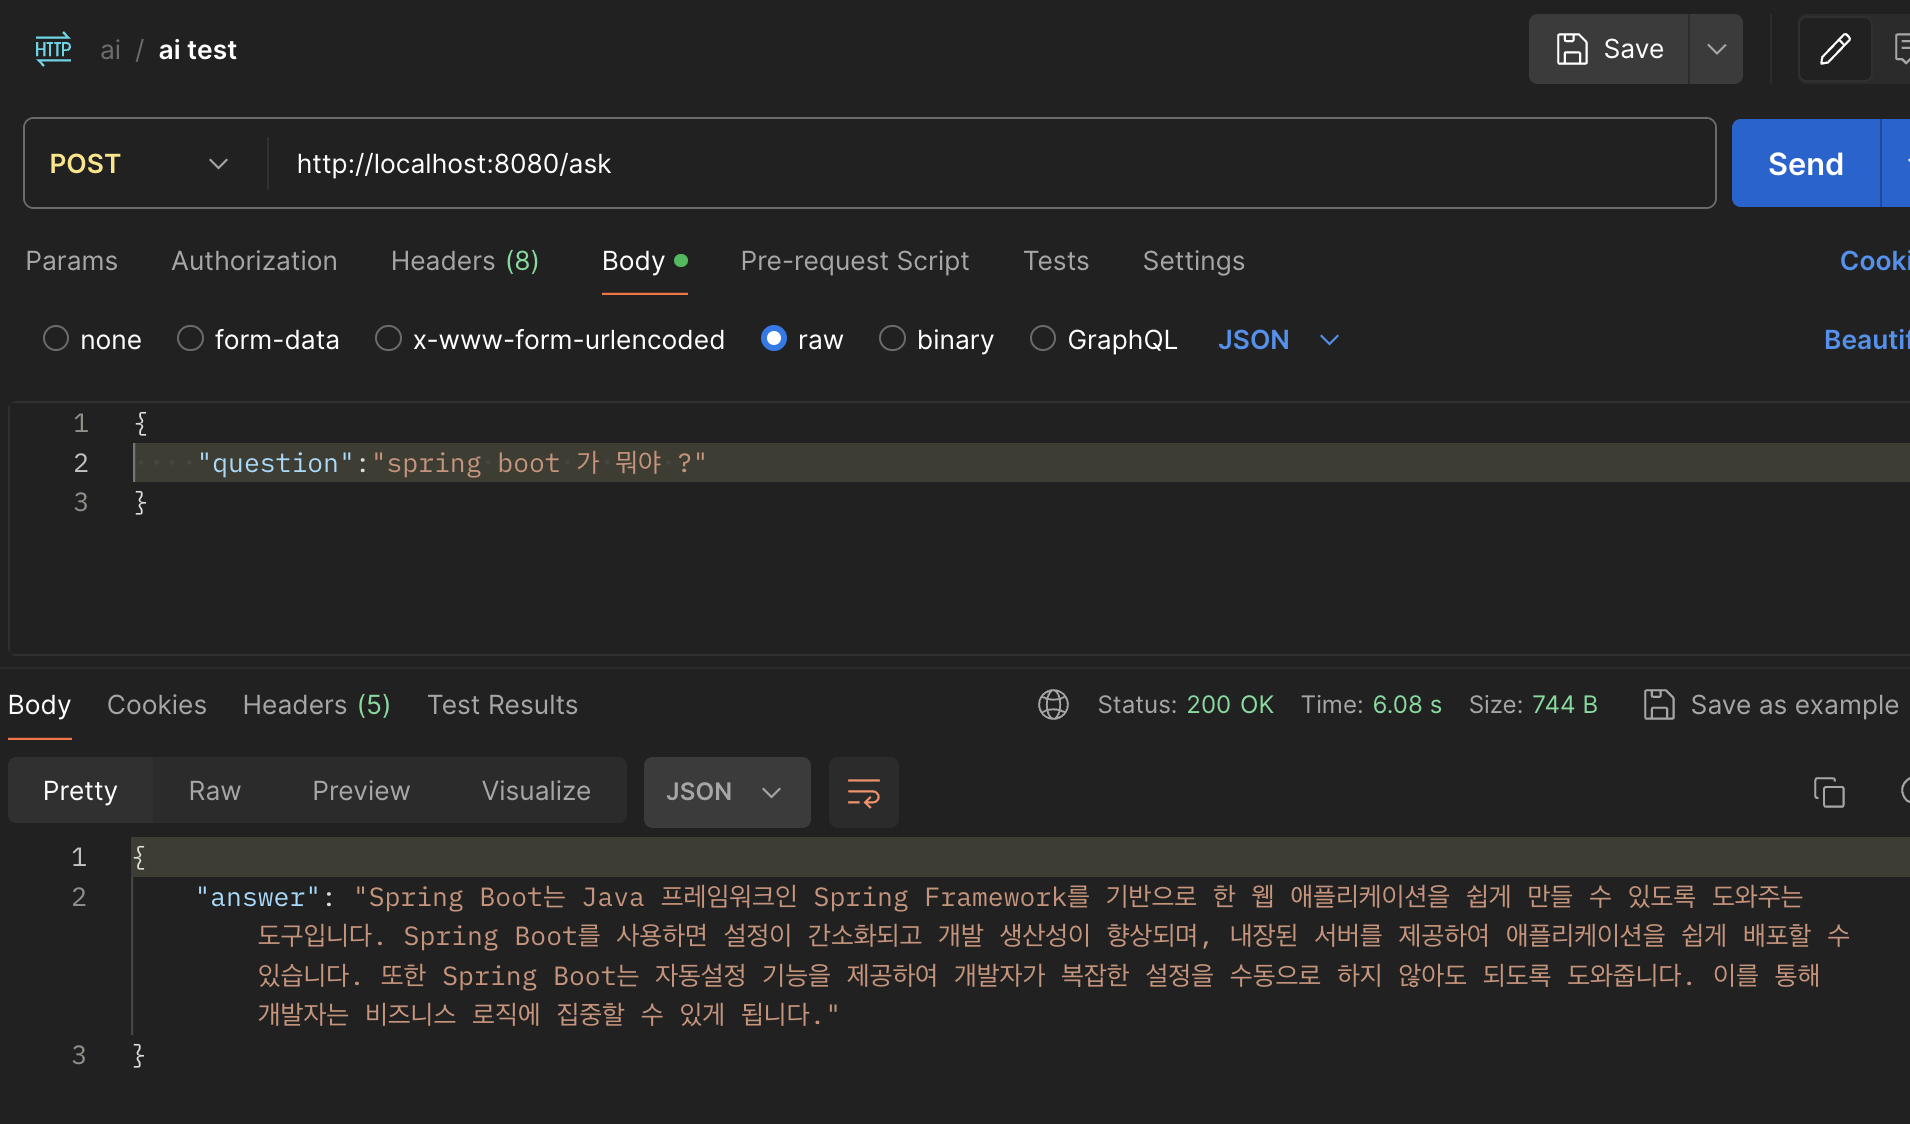 HTTP ai / ai test Save
POST http://localhost:8080/ask Send
Params Authorization Headers (8) Body Pre-request Script Tests Settings Cooki
none form-data x-www-form-urlencoded raw binary GraphQL JSON Beautif
1 {
2 "question":"spring boot 가 뭐야 ?"
3 }
Body Cookies Headers (5) Test Results Status: 200 OK Time: 6.08 s Size: 744 B Save as example
Pretty Raw Preview Visualize JSON
1 {
2 "answer": "Spring Boot는 Java 프레임워크인 Spring Framework를 기반으로 한 웹 애플리케이션을 쉽게 만들 수 있도록 도와주는
도구입니다. Spring Boot를 사용하면 설정이 간소화되고 개발 생산성이 향상되며, 내장된 서버를 제공하여 애플리케이션을 쉽게 배포할 수
있습니다. 또한 Spring Boot는 자동설정 기능을 제공하여 개발자가 복잡한 설정을 수동으로 하지 않아도 되도록 도와줍니다. 이를 통해
개발자는 비즈니스 로직에 집중할 수 있게 됩니다."
3 }